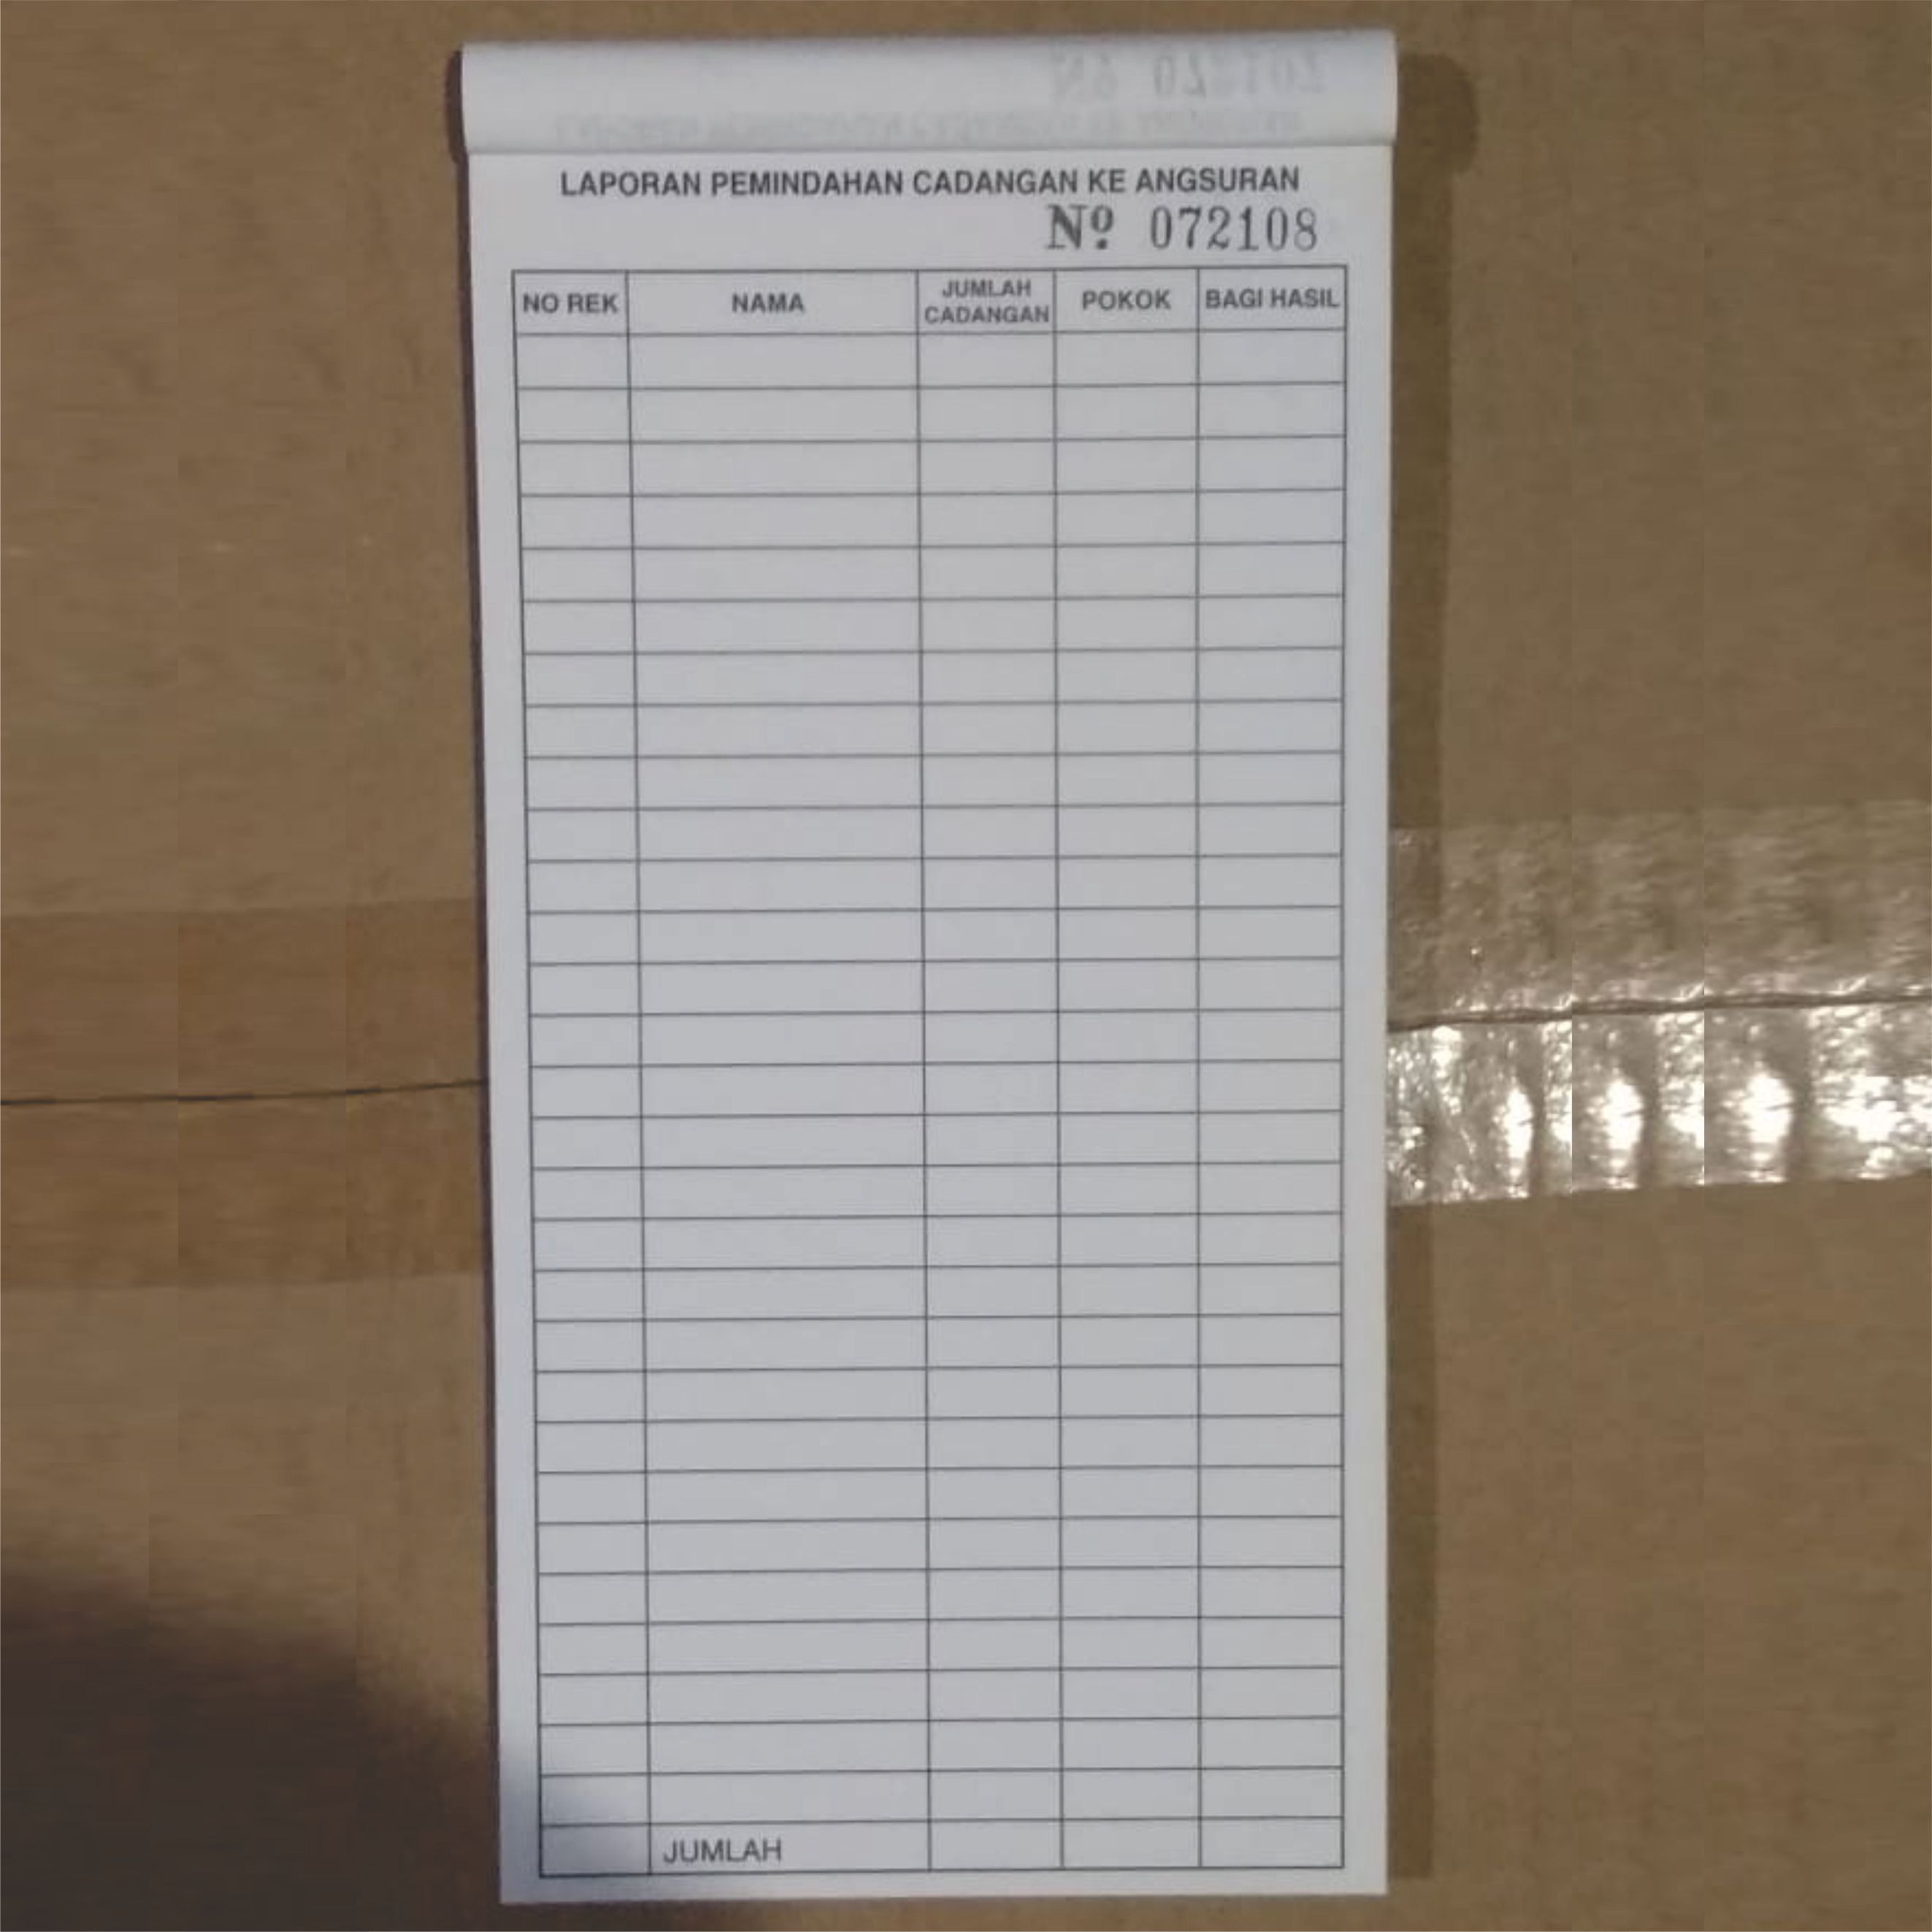 LAPORAN PEMINDAHAN CADANGAN KE ANGSURAN
Nº 072108
NO REK NAMA JUMLAH CADANGAN POKOK BAGI HASIL
JUMLAH